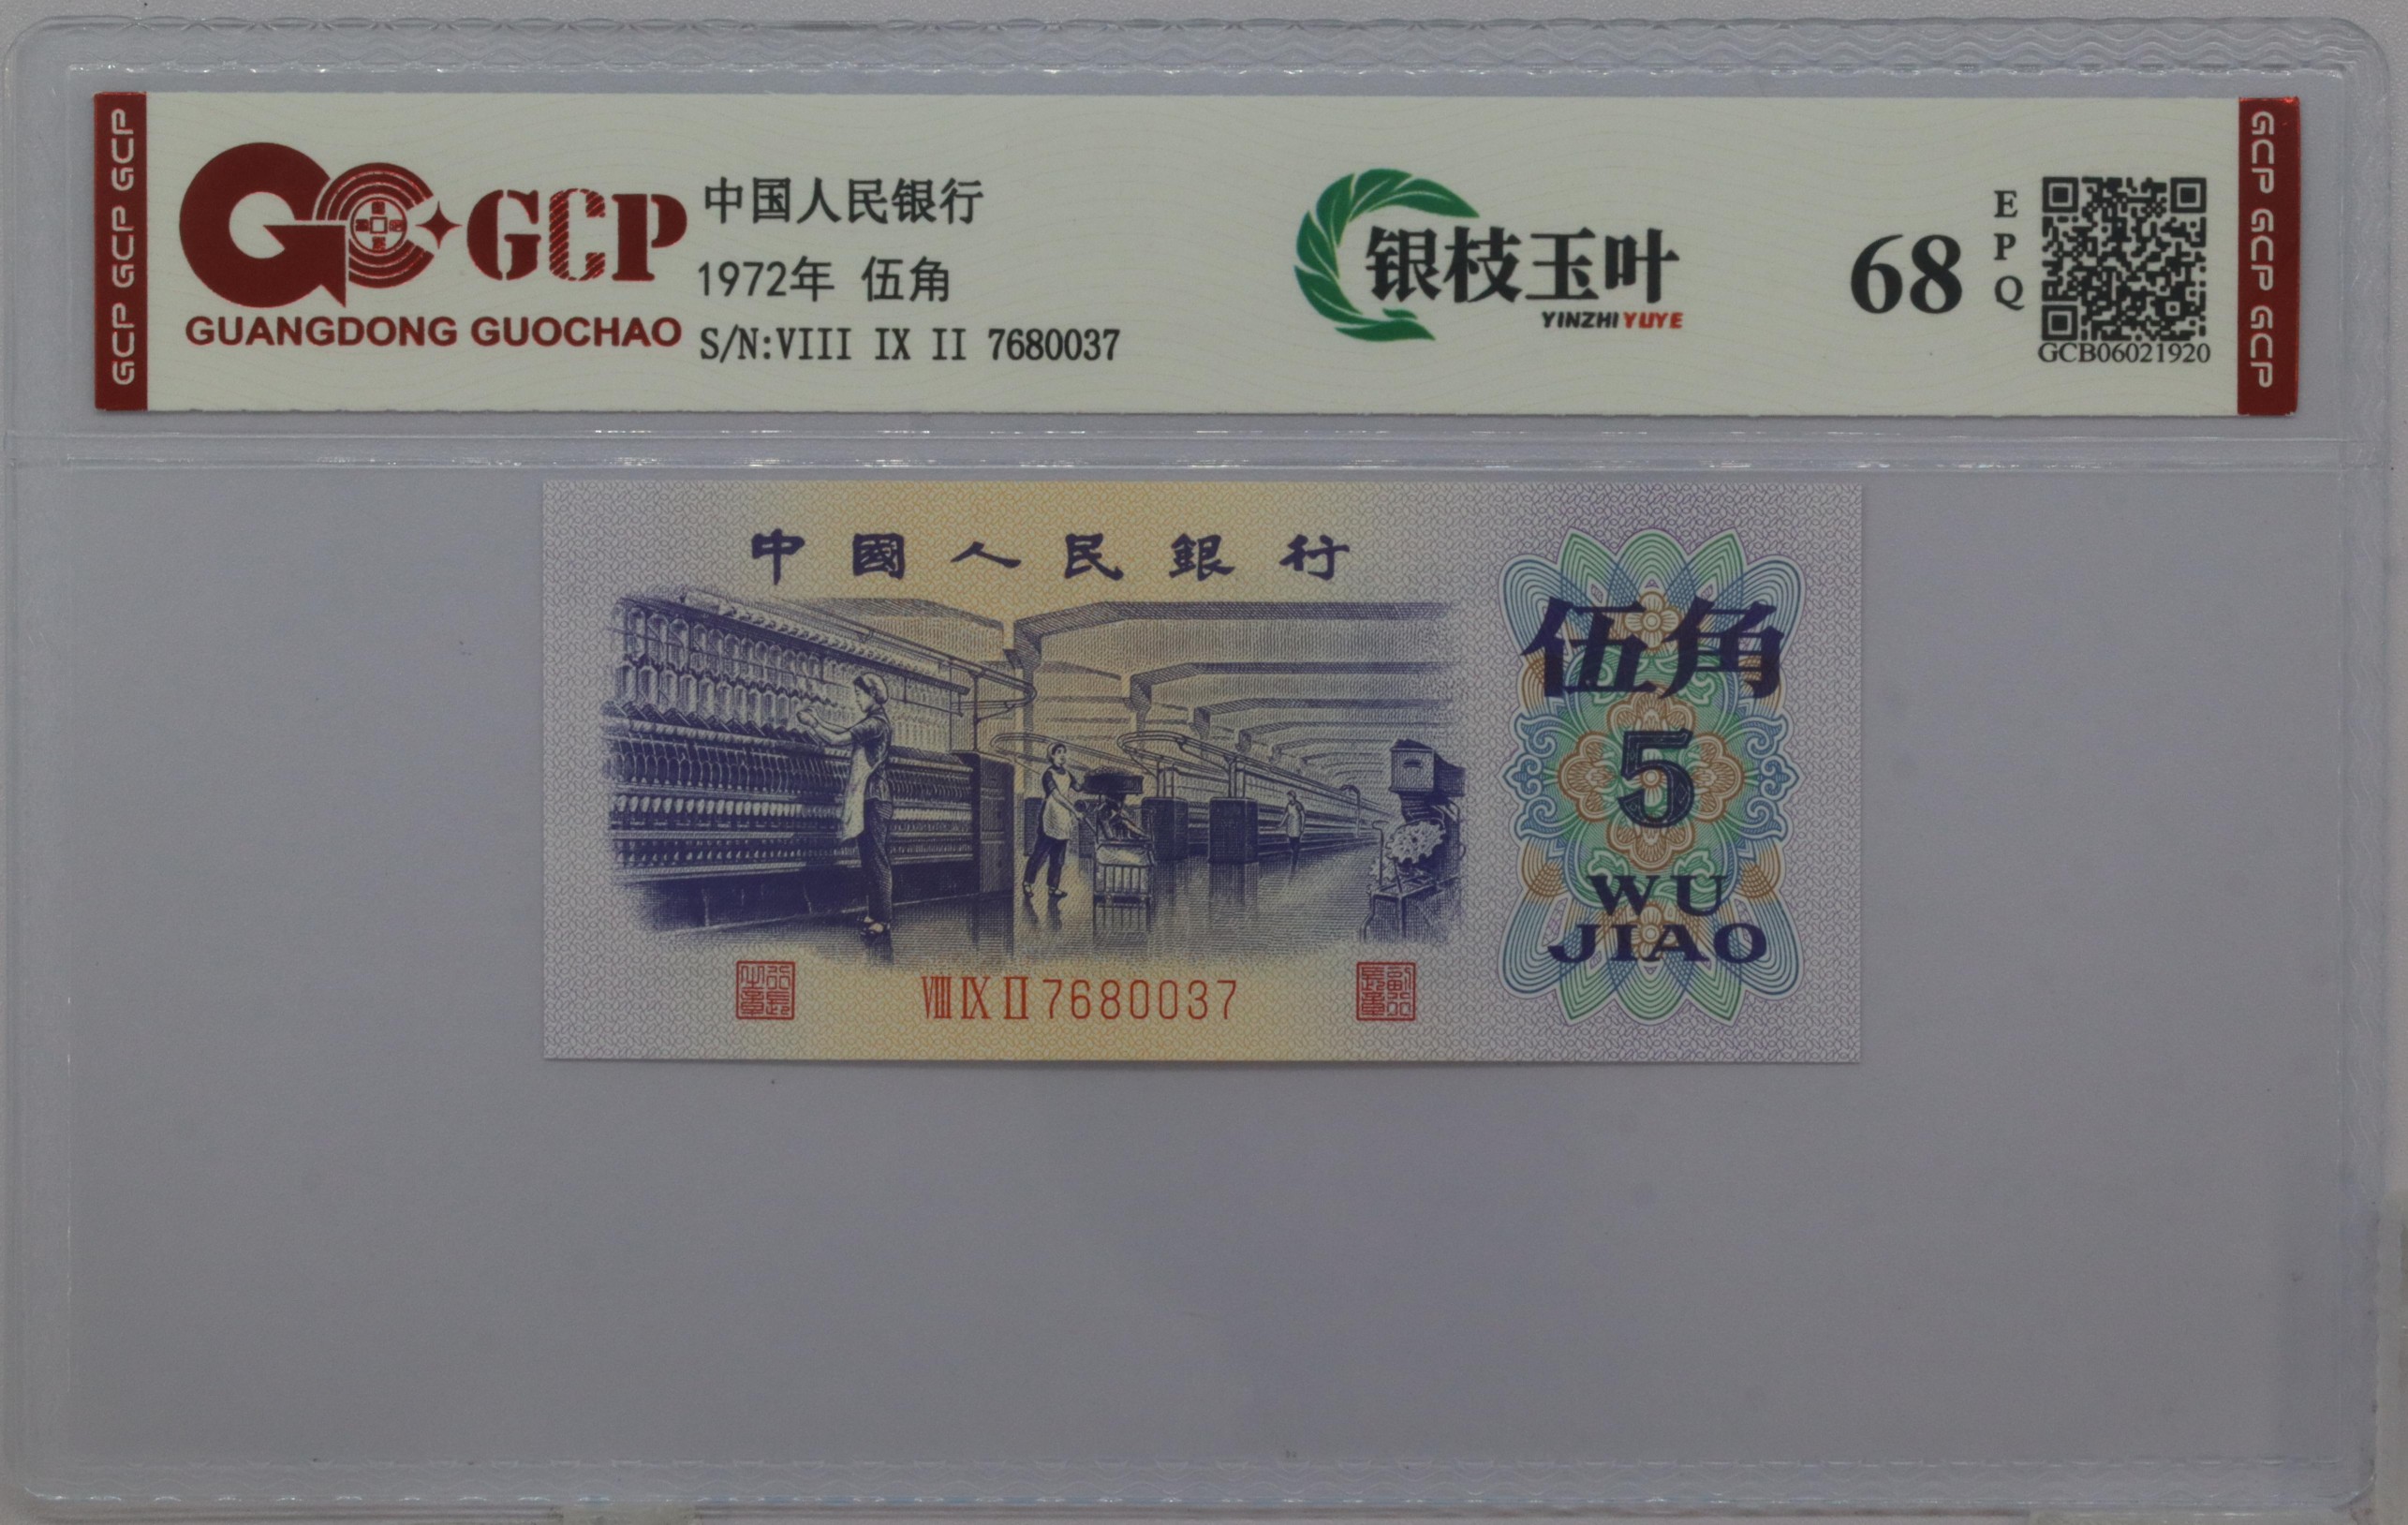 GCP GCP GCP
GCP
GUANGDONG GUOCHAO
中国人民银行
1972年 伍角
S/N:VIII IX II 7680037
银枝玉叶
YINZHI YUYE
68
EPQ
GCB06021920
GCP GCP GCP
中國人民銀行
伍角
5
WU
JIAO
VIII IX II 7680037